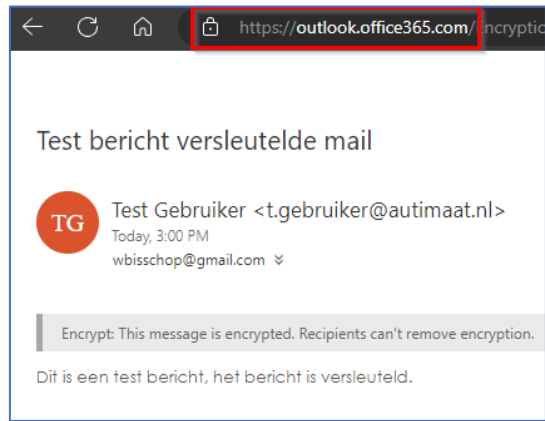 https://outlook.office365.com/
Test bericht versleutelde mail
TG
Test Gebruiker <t.gebruiker@autimaat.nl>
Today, 3:00 PM
wbisschop@gmail.com
Encrypt: This message is encrypted. Recipients can't remove encryption.
Dit is een test bericht, het bericht is versleuteld.